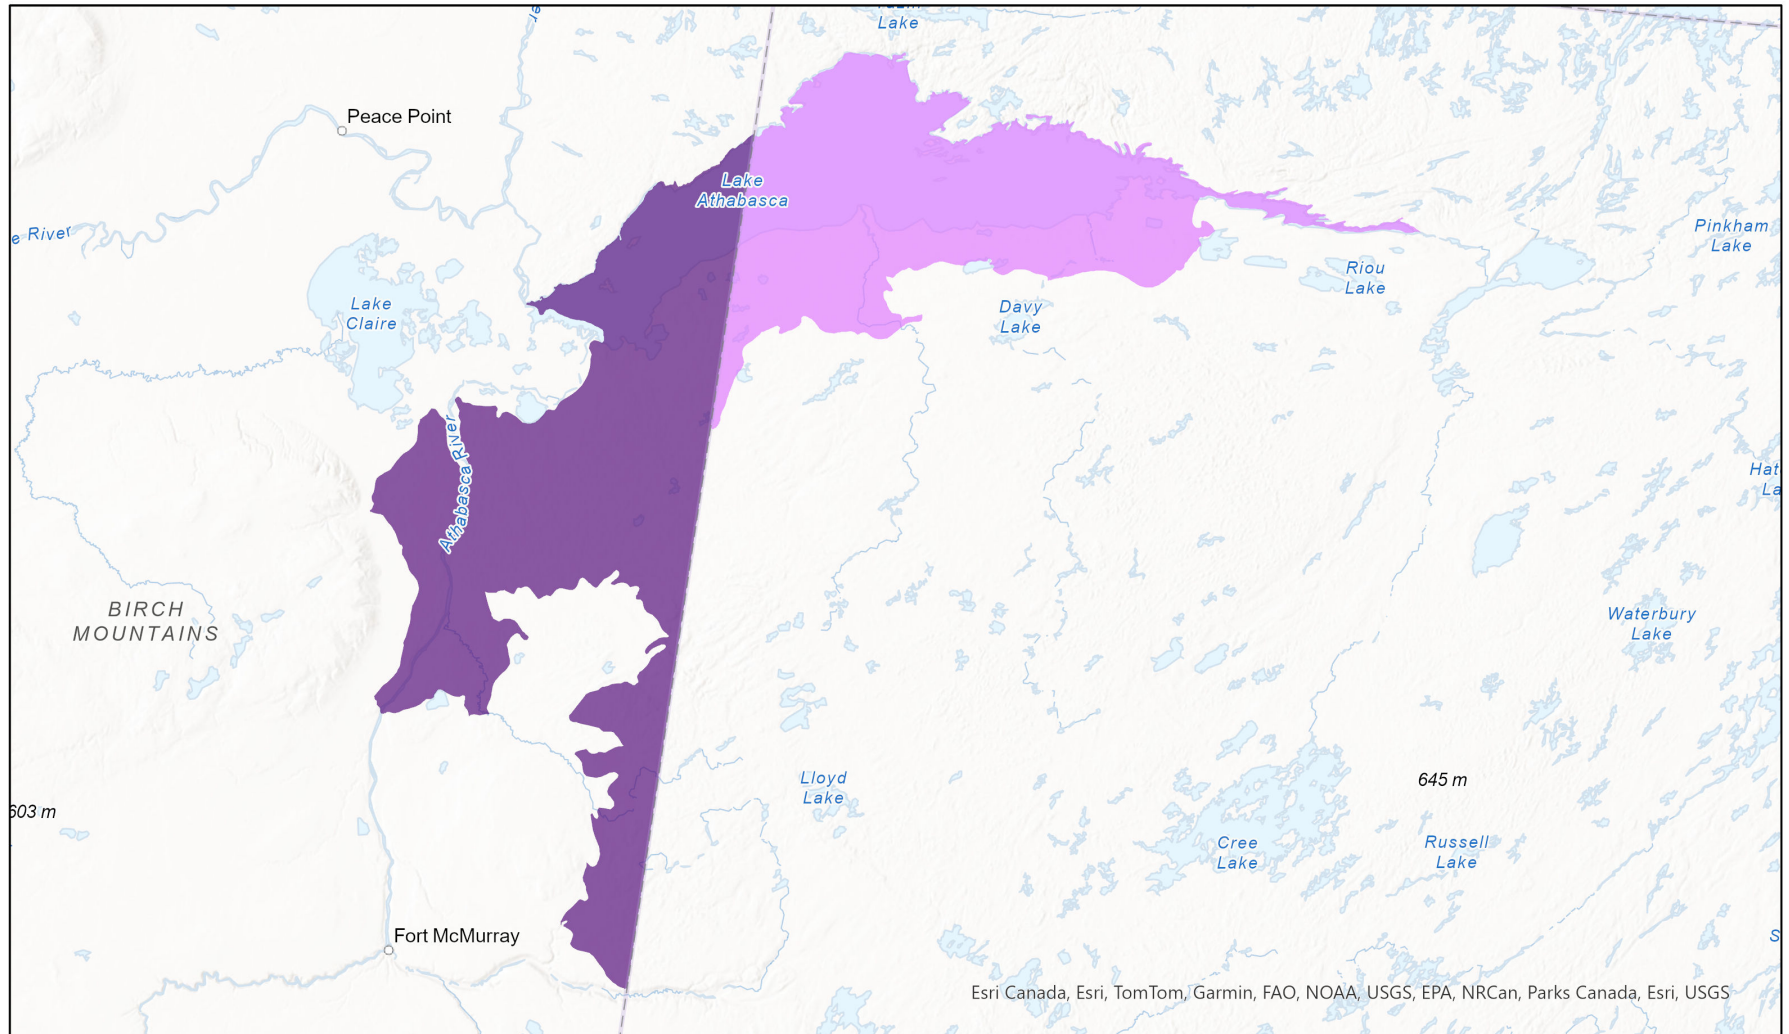 Lake
Peace Point
Lake
Athabasca
e River
Pinkham
Lake
Riou
Lake
Lake
Claire
Davy
Lake
Athabasca River
Hat
La
BIRCH
MOUNTAINS
Waterbury
Lake
Lloyd
Lake
645 m
603 m
Cree
Lake
Russell
Lake
Fort McMurray
S
Esri Canada, Esri, TomTom, Garmin, FAO, NOAA, USGS, EPA, NRCan, Parks Canada, Esri, USGS